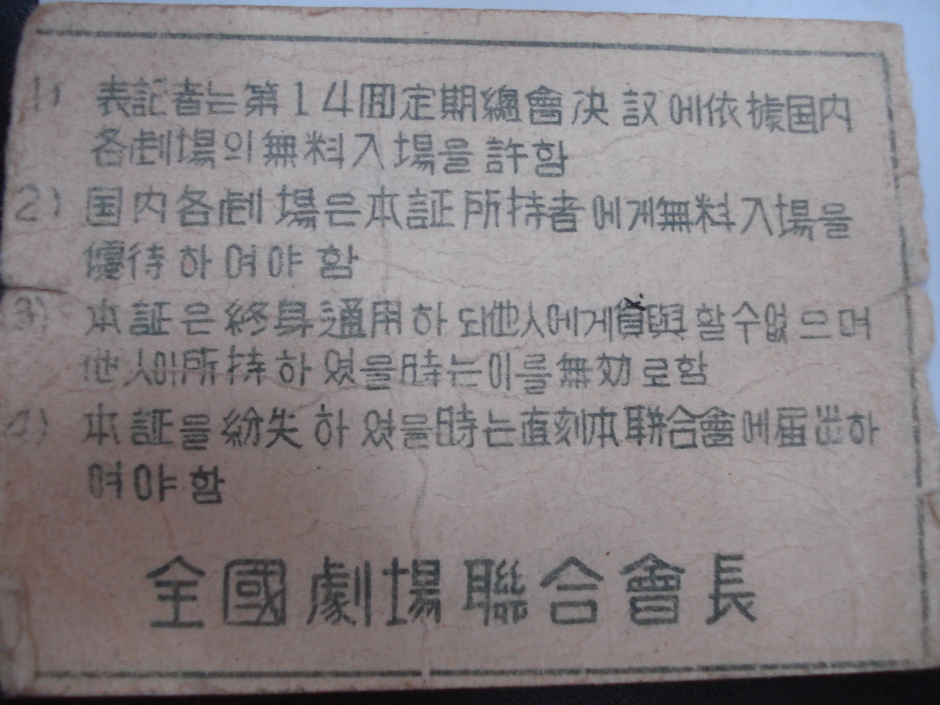 1) 表記者는 第14回定期總會決議에依據国内
各劇場의無料入場을許함
2) 国内各劇場은本証所持者에게無料入場을
優待하여야함
3) 本証은終身通用하되他人에게貸與할수없으며
他人이所持하였을時는이를無効로함
4) 本証을紛失하였을時는直刻本聯合會에届出하
여야함
全國劇場聯合會長